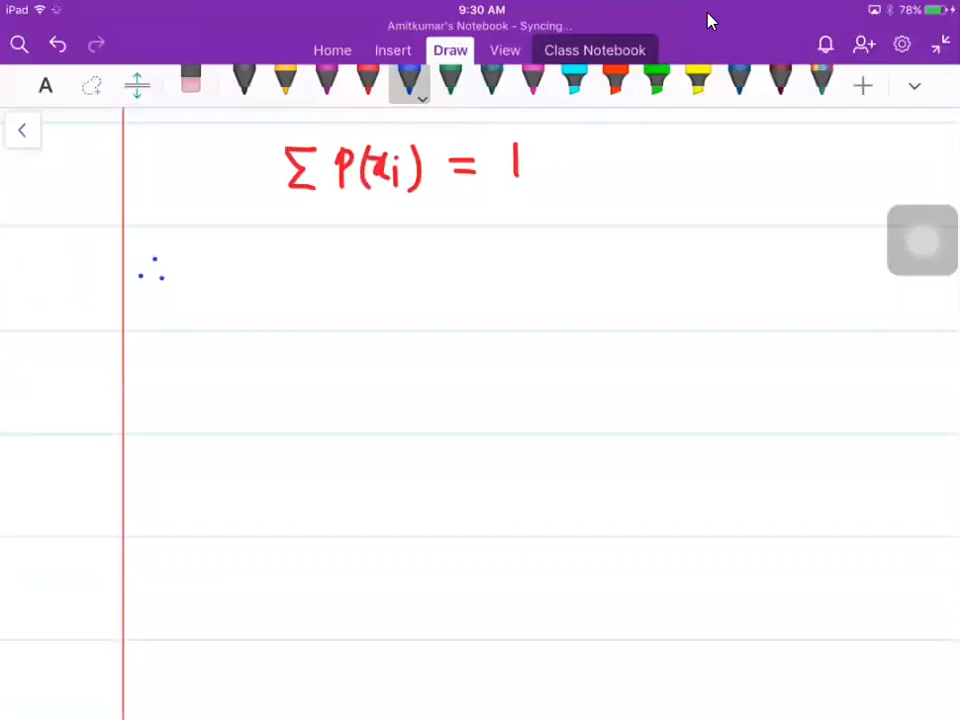 iPad 9:30 AM 78%
Amitkumar's Notebook - Syncing...
Home Insert Draw View Class Notebook
A
Σ P(xi) = 1
∴